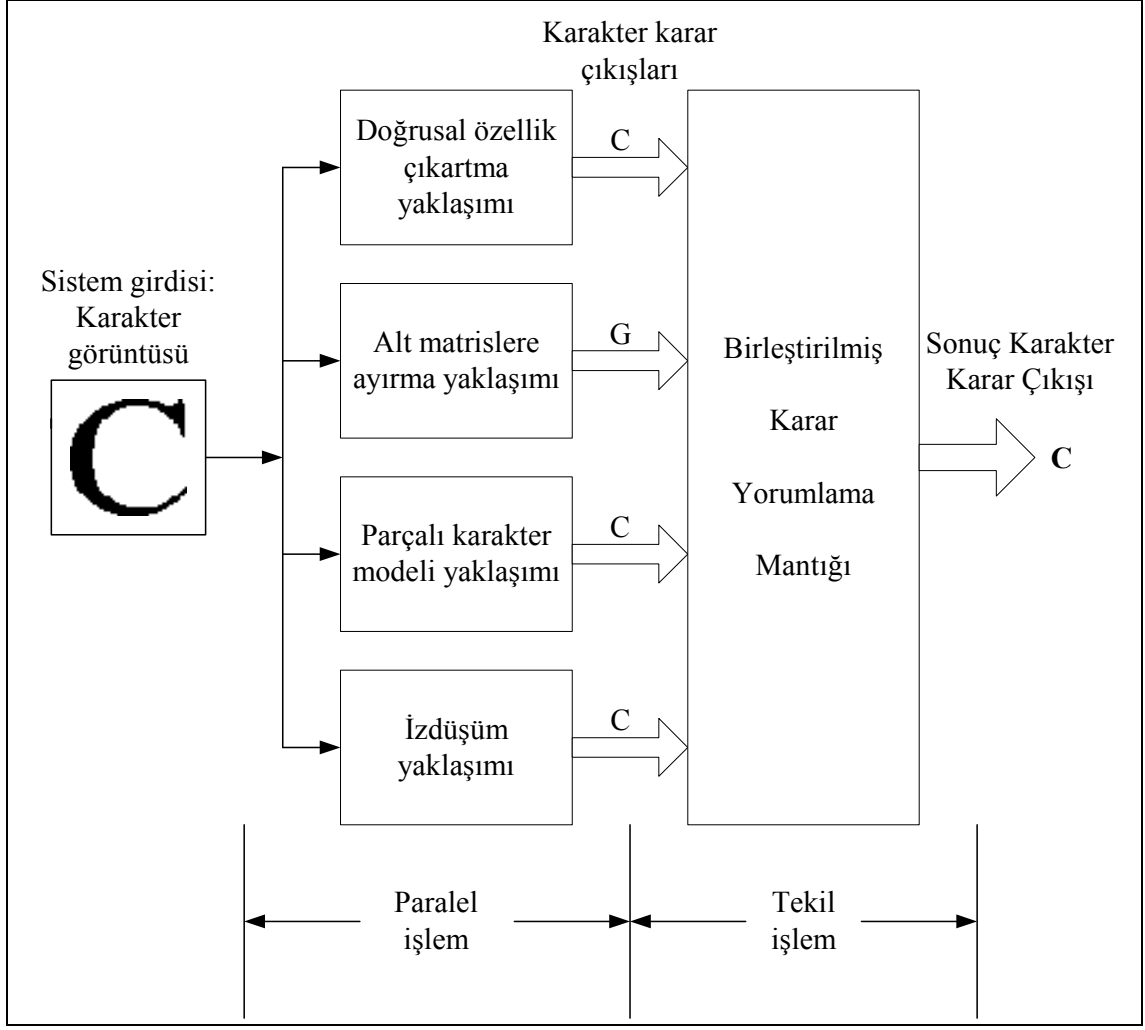 Karakter karar
çıkışları
Doğrusal özellik
çıkartma
yaklaşımı
C
Sistem girdisi:
Karakter
görüntüsü
C
Alt matrislere
ayırma yaklaşımı
G
Parçalı karakter
modeli yaklaşımı
C
İzdüşüm
yaklaşımı
C
Birleştirilmiş
Karar
Yorumlama
Mantığı
Sonuç Karakter
Karar Çıkışı
C
Paralel
işlem
Tekil
işlem